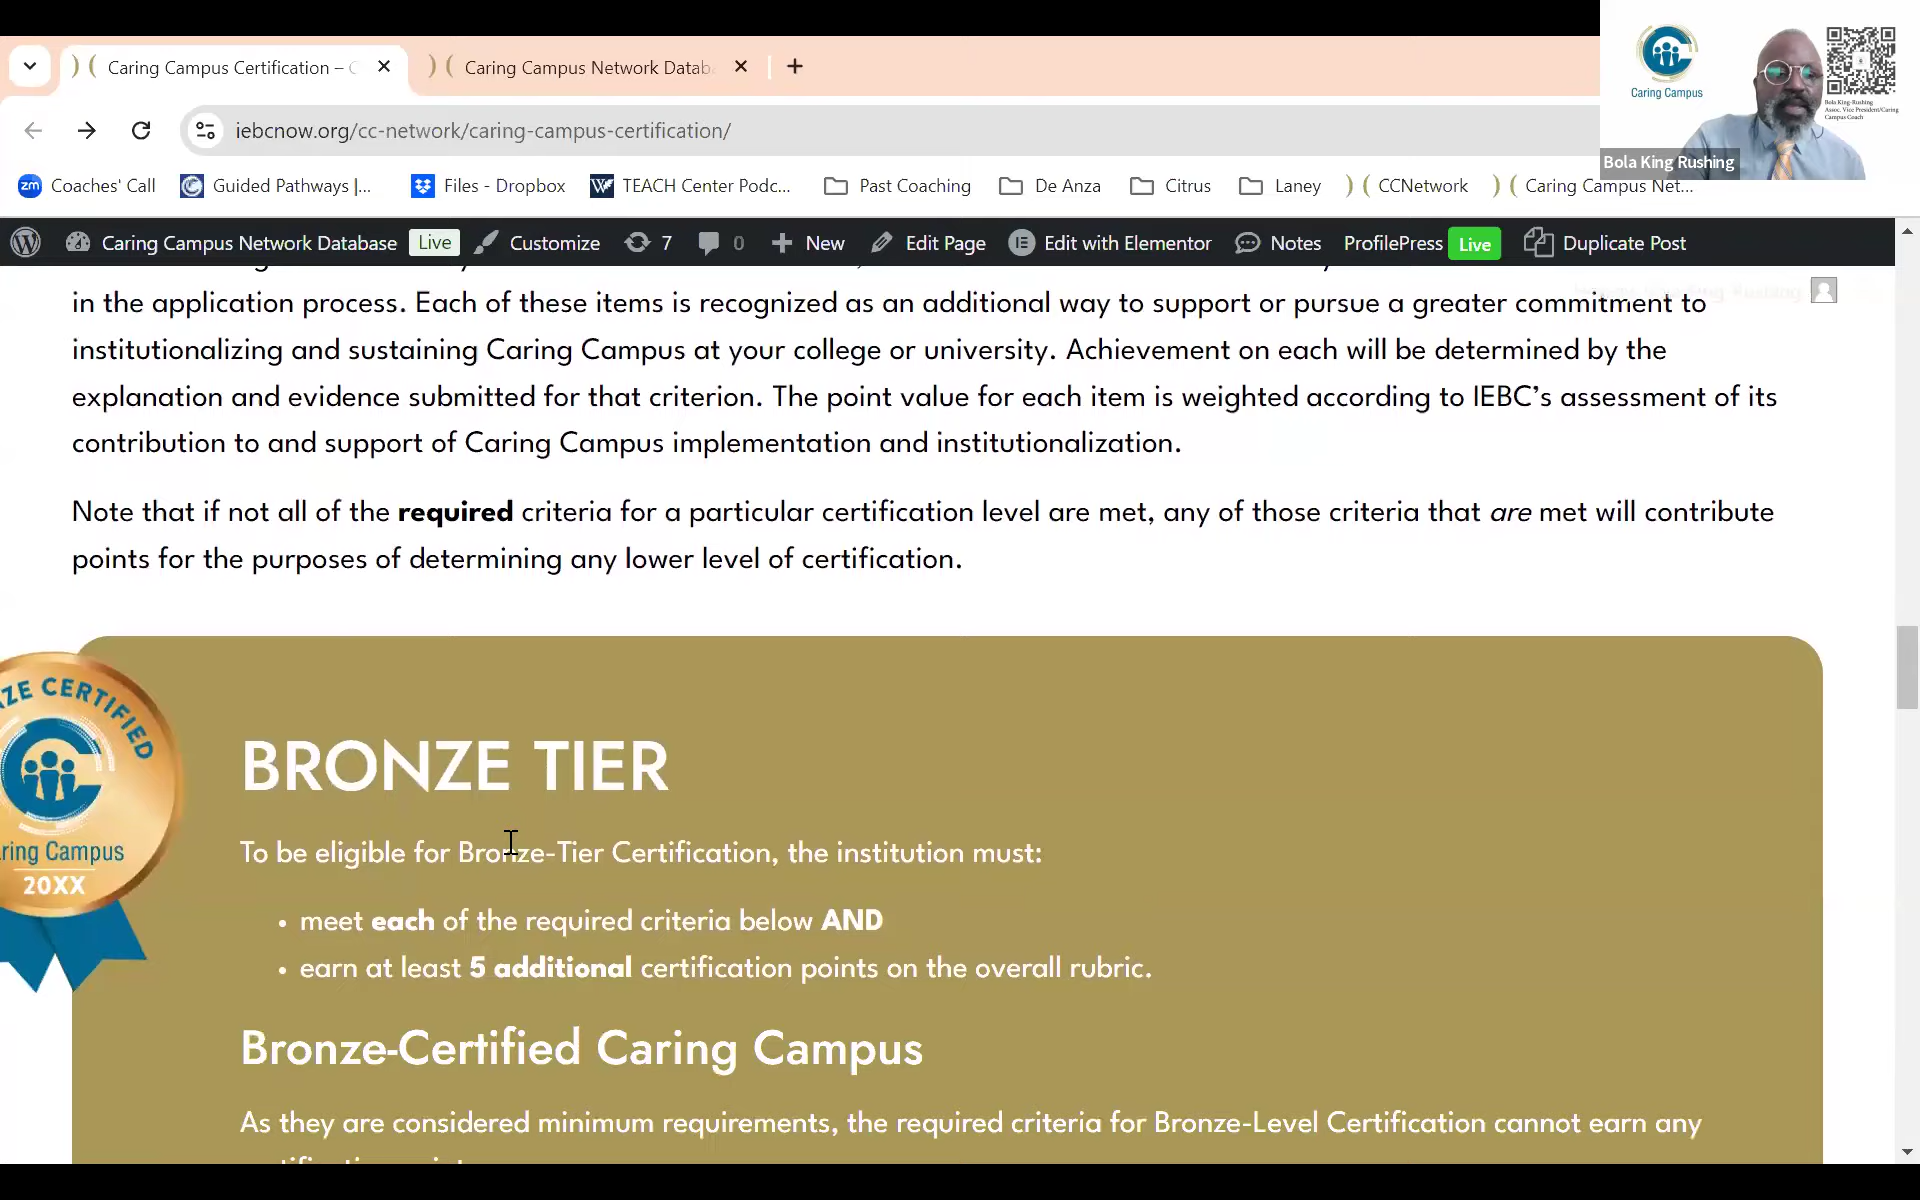 Caring Campus Certification – C
Caring Campus Network Datab
iebcnow.org/cc-network/caring-campus-certification/
zm Coaches' Call
Guided Pathways |...
Files - Dropbox
TEACH Center Podc...
Past Coaching
De Anza
Citrus
Laney
CCNetwork
Caring Campus Net...
Caring Campus
Bola King-Rushing
Assoc. Vice President/Caring
Campus Coach
Bola King Rushing
Caring Campus Network Database Live Customize 7 0 New Edit Page Edit with Elementor Notes ProfilePress Live Duplicate Post
in the application process. Each of these items is recognized as an additional way to support or pursue a greater commitment to
institutionalizing and sustaining Caring Campus at your college or university. Achievement on each will be determined by the
explanation and evidence submitted for that criterion. The point value for each item is weighted according to IEBC’s assessment of its
contribution to and support of Caring Campus implementation and institutionalization.
Note that if not all of the required criteria for a particular certification level are met, any of those criteria that are met will contribute
points for the purposes of determining any lower level of certification.
ZE CERTIFIED
ring Campus
20XX
BRONZE TIER
To be eligible for Bronze-Tier Certification, the institution must:
• meet each of the required criteria below AND
• earn at least 5 additional certification points on the overall rubric.
Bronze-Certified Caring Campus
As they are considered minimum requirements, the required criteria for Bronze-Level Certification cannot earn any